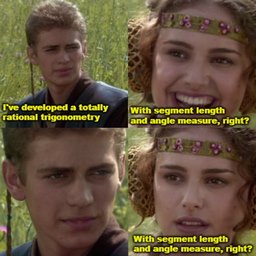 I've developed a totally
rational trigonometry
With segment length
and angle measure, right?
With segment length
and angle measure, right?